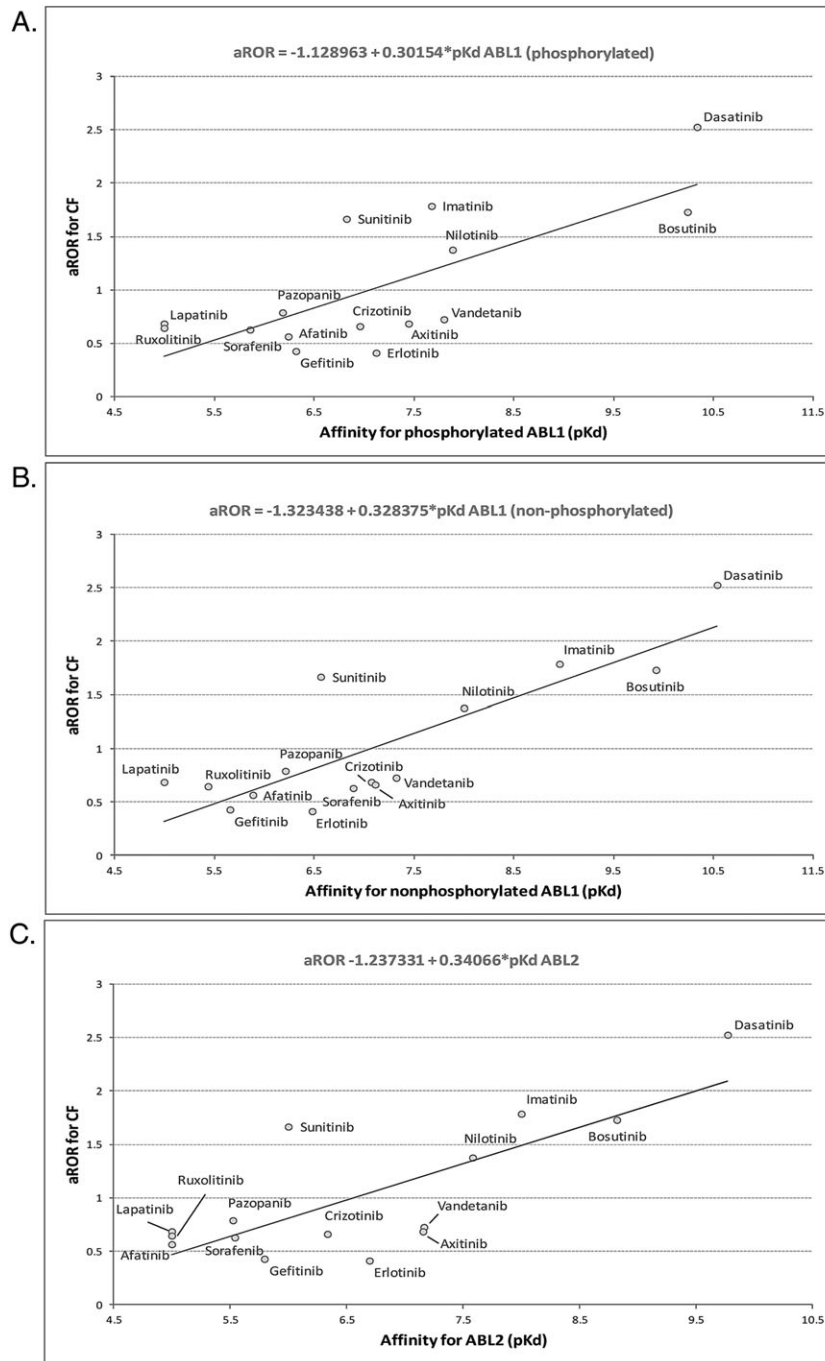 A.
aROR = -1.128963 + 0.30154*pKd ABL1 (phosphorylated)
3
Dasatinib
2.5
2
Imatinib
Sunitinib
Bosutinib
aROR for CF
1.5
Nilotinib
Pazopanib
1
Lapatinib
Crizotinib
Vandetanib
Ruxolitinib
Afatinib
Axitinib
Sorafenib
0.5
Gefitinib
Erlotinib
0
4.5 5.5 6.5 7.5 8.5 9.5 10.5 11.5
Affinity for phosphorylated ABL1 (pKd)
B.
aROR = -1.323438 + 0.328375*pKd ABL1 (non-phosphorylated)
3
Dasatinib
2.5
2
Imatinib
Sunitinib
Bosutinib
aROR for CF
1.5
Nilotinib
Pazopanib
1
Lapatinib
Ruxolitinib
Crizotinib
Vandetanib
Afatinib
Sorafenib
Axitinib
0.5
Gefitinib
Erlotinib
0
4.5 5.5 6.5 7.5 8.5 9.5 10.5 11.5
Affinity for nonphosphorylated ABL1 (pKd)
C.
aROR -1.237331 + 0.34066*pKd ABL2
3
Dasatinib
2.5
2
Imatinib
Sunitinib
Bosutinib
aROR for CF
1.5
Nilotinib
Ruxolitinib
1
Lapatinib
Pazopanib
Vandetanib
Crizotinib
Afatinib
Sorafenib
Axitinib
0.5
Gefitinib
Erlotinib
0
4.5 5.5 6.5 7.5 8.5 9.5 10.5
Affinity for ABL2 (pKd)